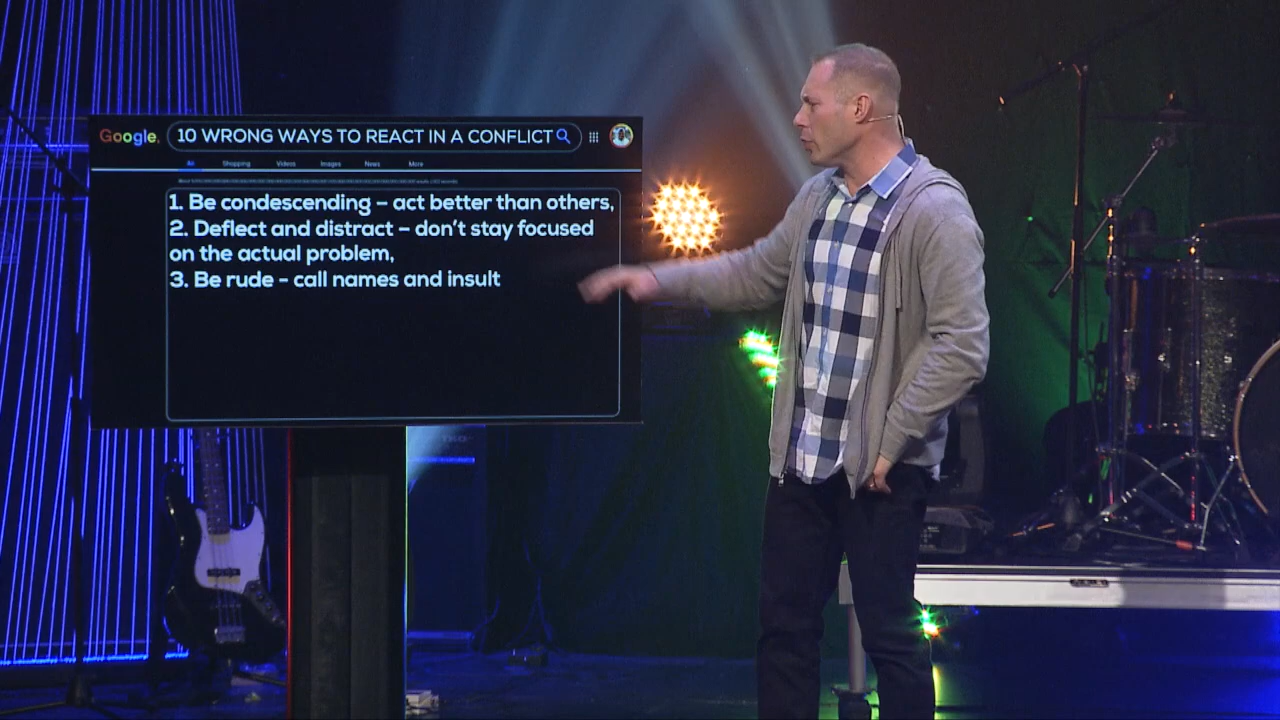 Google.
10 WRONG WAYS TO REACT IN A CONFLICT
All Shopping Videos Images News More
1. Be condescending – act better than others,
2. Deflect and distract – don't stay focused
on the actual problem,
3. Be rude - call names and insult